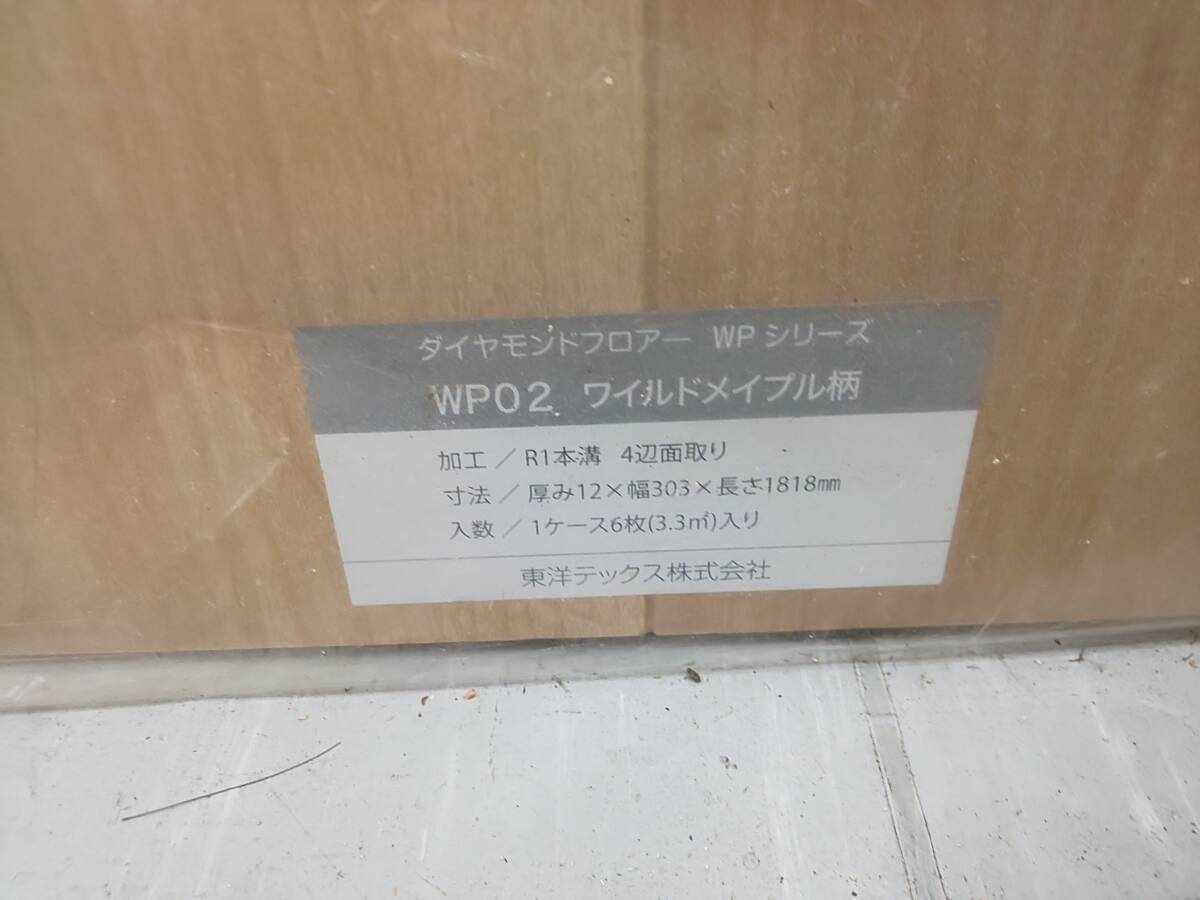 ダイヤモンドフロアー WPシリーズ
WP02 ワイルドメイプル柄
加工／R1本溝 4辺面取り
寸法／厚み12×幅303×長さ1818㎜
入数／1ケース6枚(3.3㎡)入り
東洋テックス株式会社